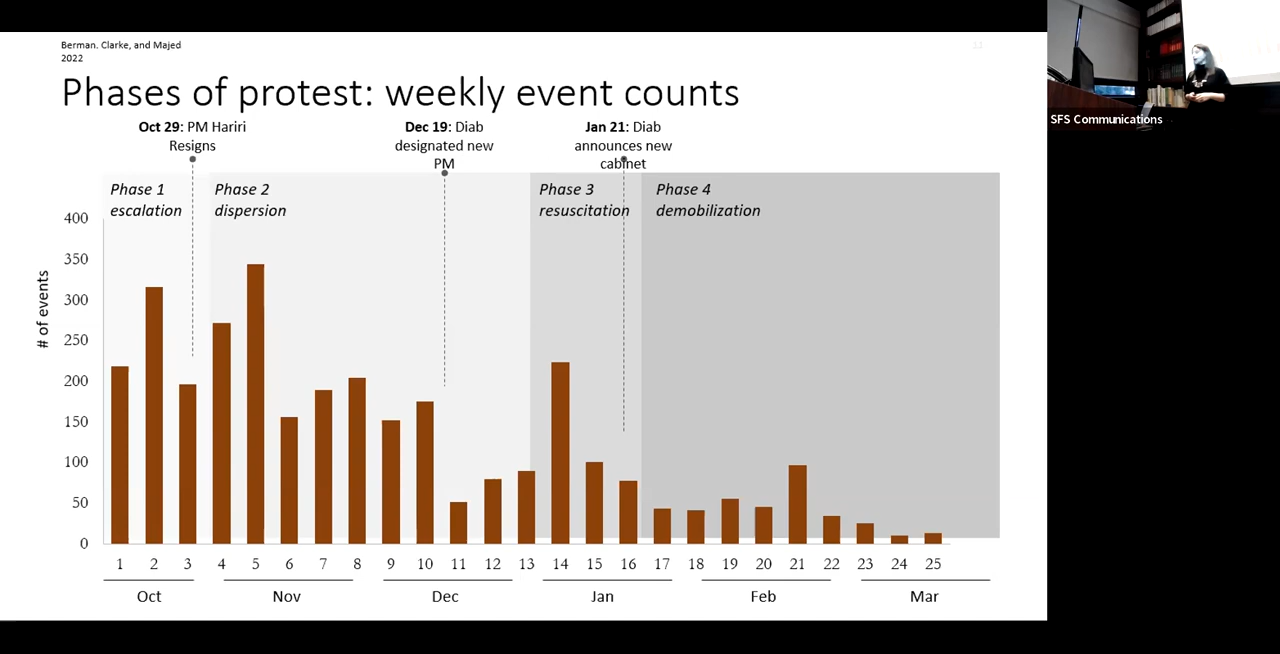 Berman. Clarke, and Majed
2022
12
Phases of protest: weekly event counts
Oct 29: PM Hariri
Resigns
Dec 19: Diab
designated new
PM
Jan 21: Diab
announces new
cabinet
Phase 1
escalation
Phase 2
dispersion
Phase 3
resuscitation
Phase 4
demobilization
# of events
400
350
300
250
200
150
100
50
0
1 2 3 4 5 6 7 8 9 10 11 12 13 14 15 16 17 18 19 20 21 22 23 24 25
Oct Nov Dec Jan Feb Mar
SFS Communications